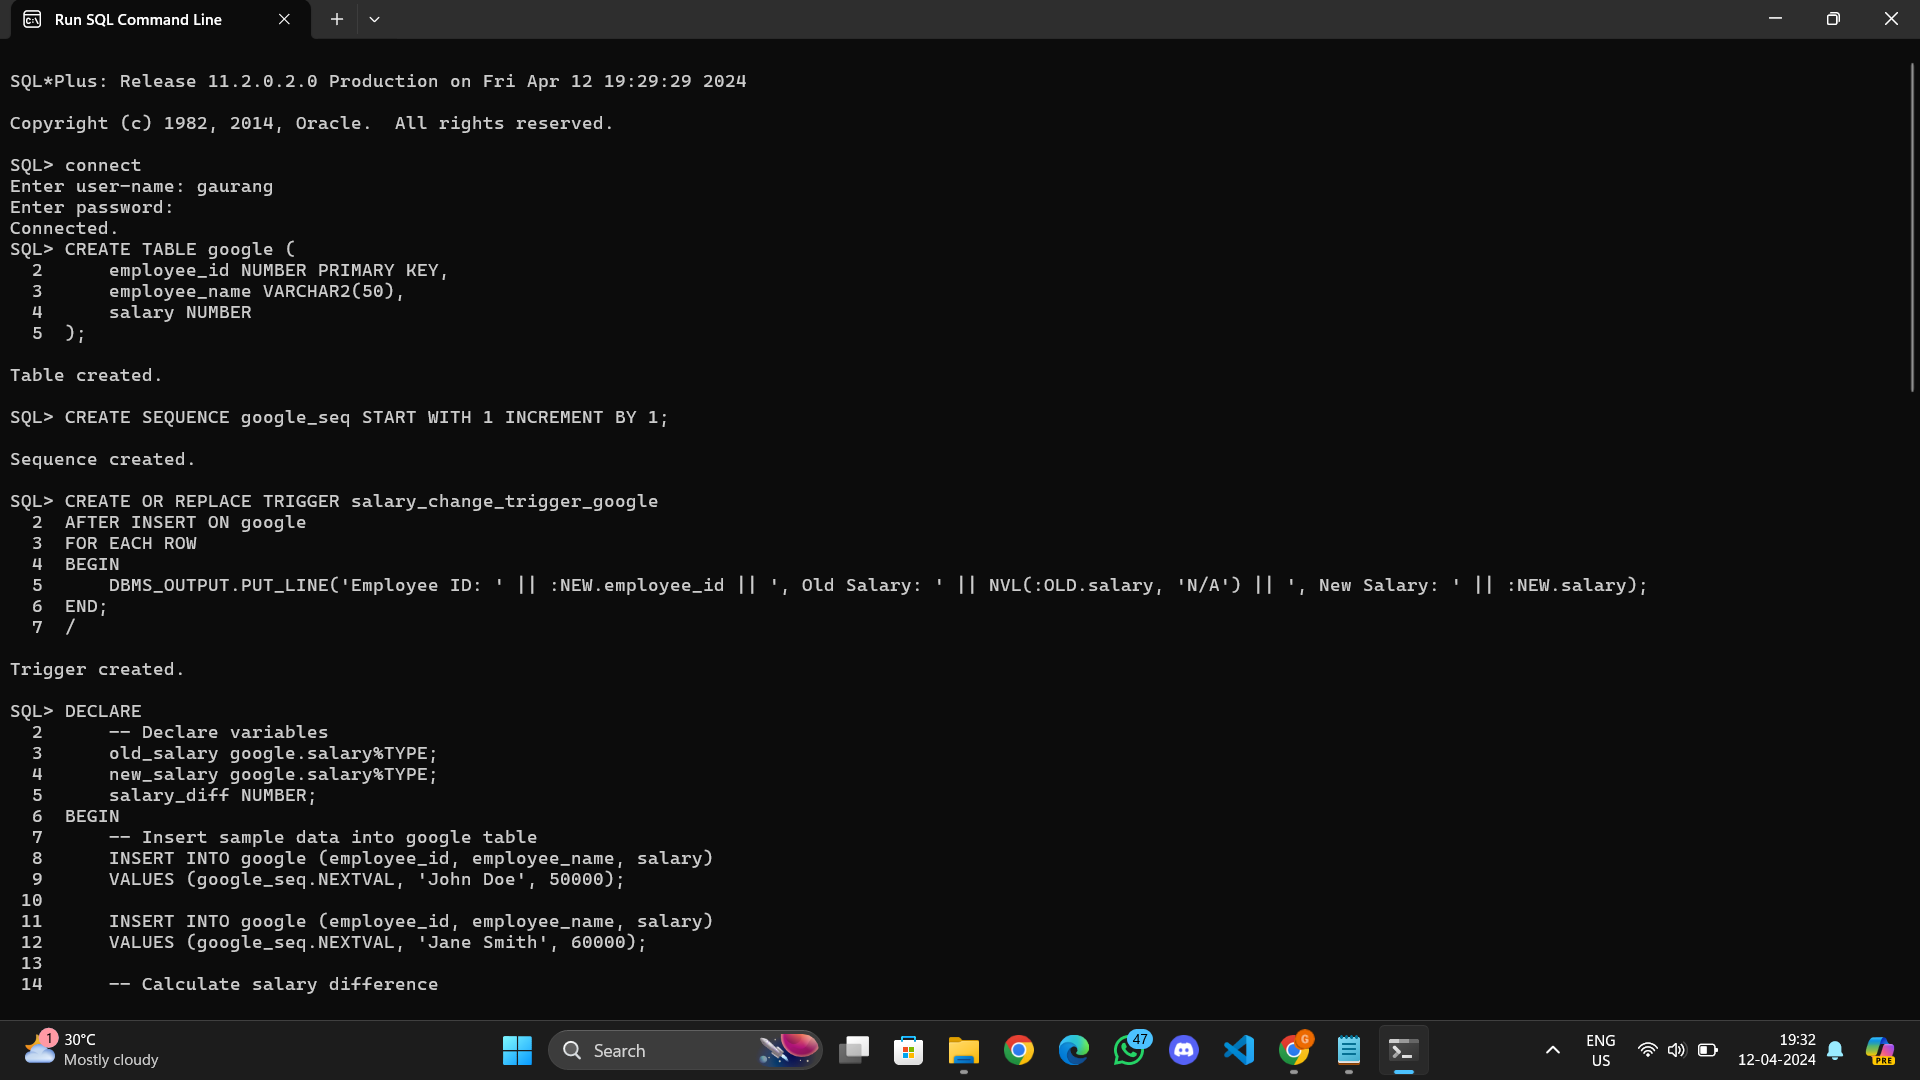 Run SQL Command Line
SQL*Plus: Release 11.2.0.2.0 Production on Fri Apr 12 19:29:29 2024
Copyright (c) 1982, 2014, Oracle.  All rights reserved.
SQL> connect
Enter user-name: gaurang
Enter password:
Connected.
SQL> CREATE TABLE google (
  2      employee_id NUMBER PRIMARY KEY,
  3      employee_name VARCHAR2(50),
  4      salary NUMBER
  5  );
Table created.
SQL> CREATE SEQUENCE google_seq START WITH 1 INCREMENT BY 1;
Sequence created.
SQL> CREATE OR REPLACE TRIGGER salary_change_trigger_google
  2  AFTER INSERT ON google
  3  FOR EACH ROW
  4  BEGIN
  5      DBMS_OUTPUT.PUT_LINE('Employee ID: ' || :NEW.employee_id || ', Old Salary: ' || NVL(:OLD.salary, 'N/A') || ', New Salary: ' || :NEW.salary);
  6  END;
  7  /
Trigger created.
SQL> DECLARE
  2      -- Declare variables
  3      old_salary google.salary%TYPE;
  4      new_salary google.salary%TYPE;
  5      salary_diff NUMBER;
  6  BEGIN
  7      -- Insert sample data into google table
  8      INSERT INTO google (employee_id, employee_name, salary)
  9      VALUES (google_seq.NEXTVAL, 'John Doe', 50000);
 10
 11      INSERT INTO google (employee_id, employee_name, salary)
 12      VALUES (google_seq.NEXTVAL, 'Jane Smith', 60000);
 13
 14      -- Calculate salary difference
1
30°C
Mostly cloudy
Search
47
G
ENG
US
19:32
12-04-2024
PRE